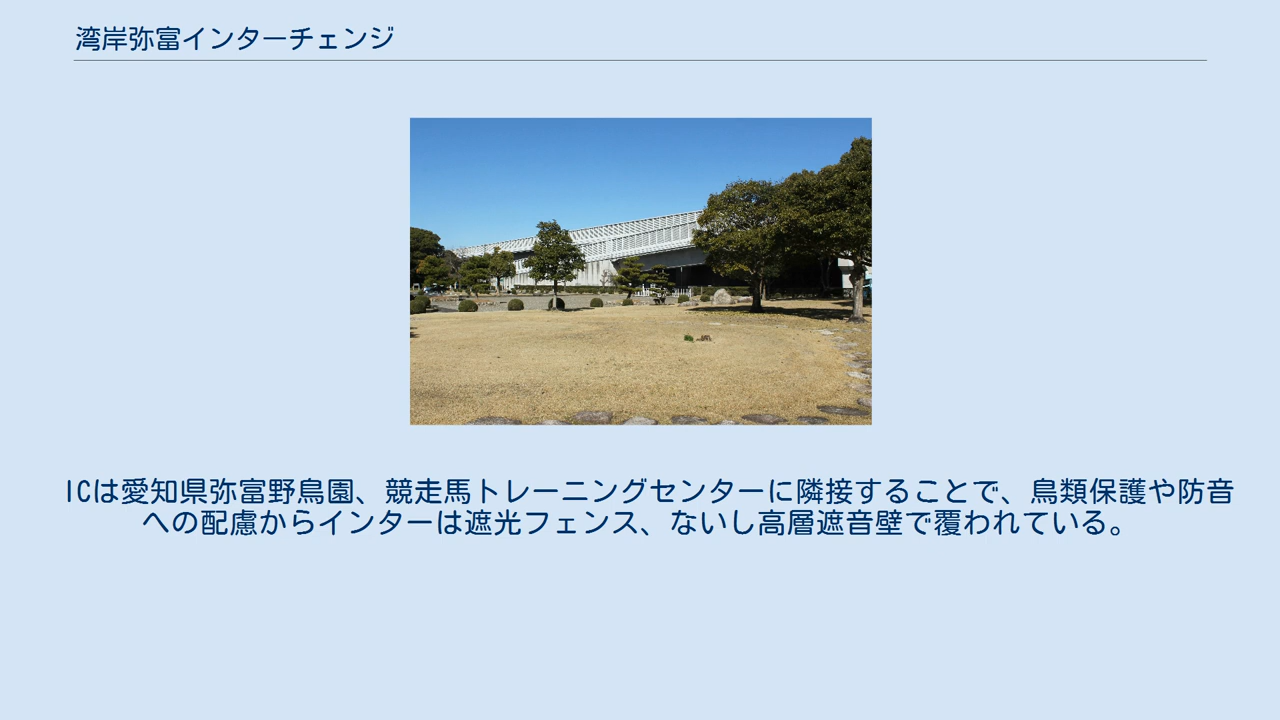 湾岸弥富インターチェンジ
ICは愛知県弥富野鳥園、競走馬トレーニングセンターに隣接することで、鳥類保護や防音
への配慮からインターは遮光フェンス、ないし高層遮音壁で覆われている。